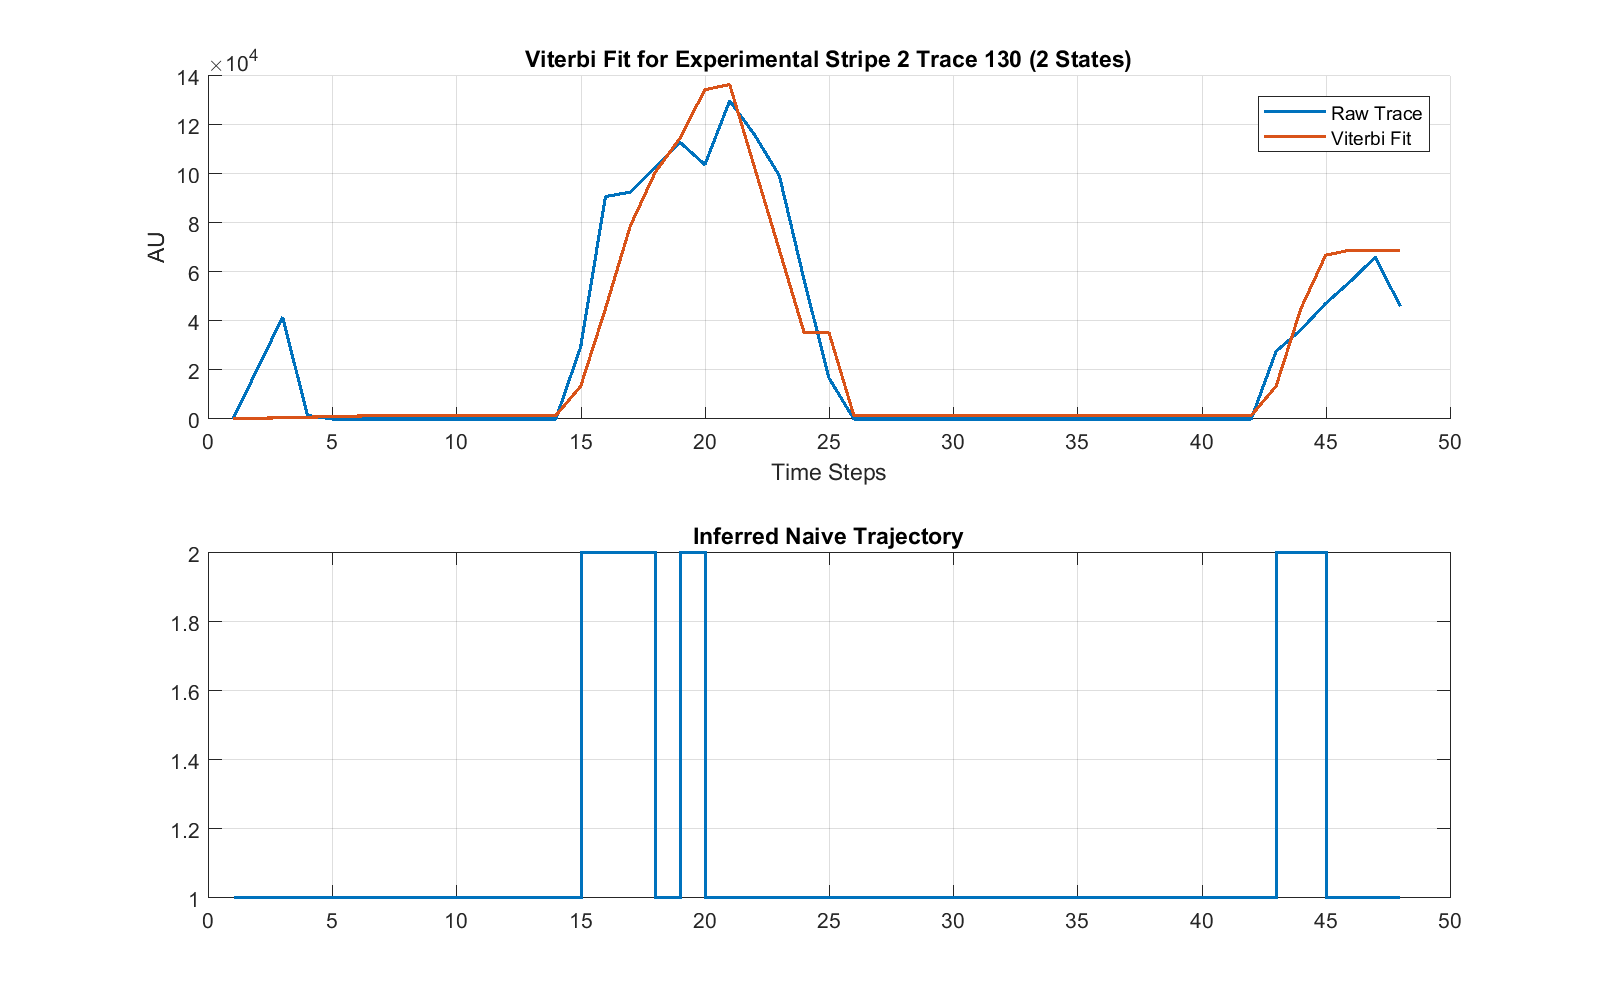 Viterbi Fit for Experimental Stripe 2 Trace 130 (2 States)
×10⁴
14
12
10
8
6
4
2
0
AU
Raw Trace
Viterbi Fit
0 5 10 15 20 25 30 35 40 45 50
Time Steps
Inferred Naive Trajectory
2
1.8
1.6
1.4
1.2
1
0 5 10 15 20 25 30 35 40 45 50